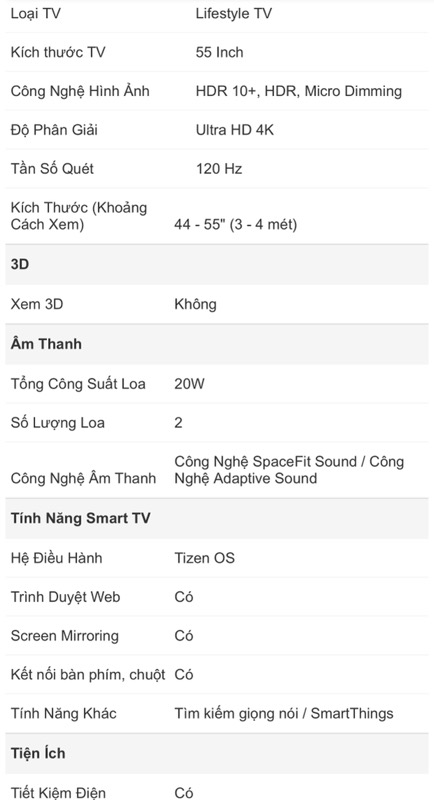 Loại TV Lifestyle TV
Kích thước TV 55 Inch
Công Nghệ Hình Ảnh HDR 10+, HDR, Micro Dimming
Độ Phân Giải Ultra HD 4K
Tần Số Quét 120 Hz
Kích Thước (Khoảng
Cách Xem) 44 - 55" (3 - 4 mét)
3D
Xem 3D Không
Âm Thanh
Tổng Công Suất Loa 20W
Số Lượng Loa 2
Công Nghệ SpaceFit Sound / Công
Công Nghệ Âm Thanh Nghệ Adaptive Sound
Tính Năng Smart TV
Hệ Điều Hành Tizen OS
Trình Duyệt Web Có
Screen Mirroring Có
Kết nối bàn phím, chuột Có
Tính Năng Khác Tìm kiếm giọng nói / SmartThings
Tiện Ích
Tiết Kiệm Điện Có